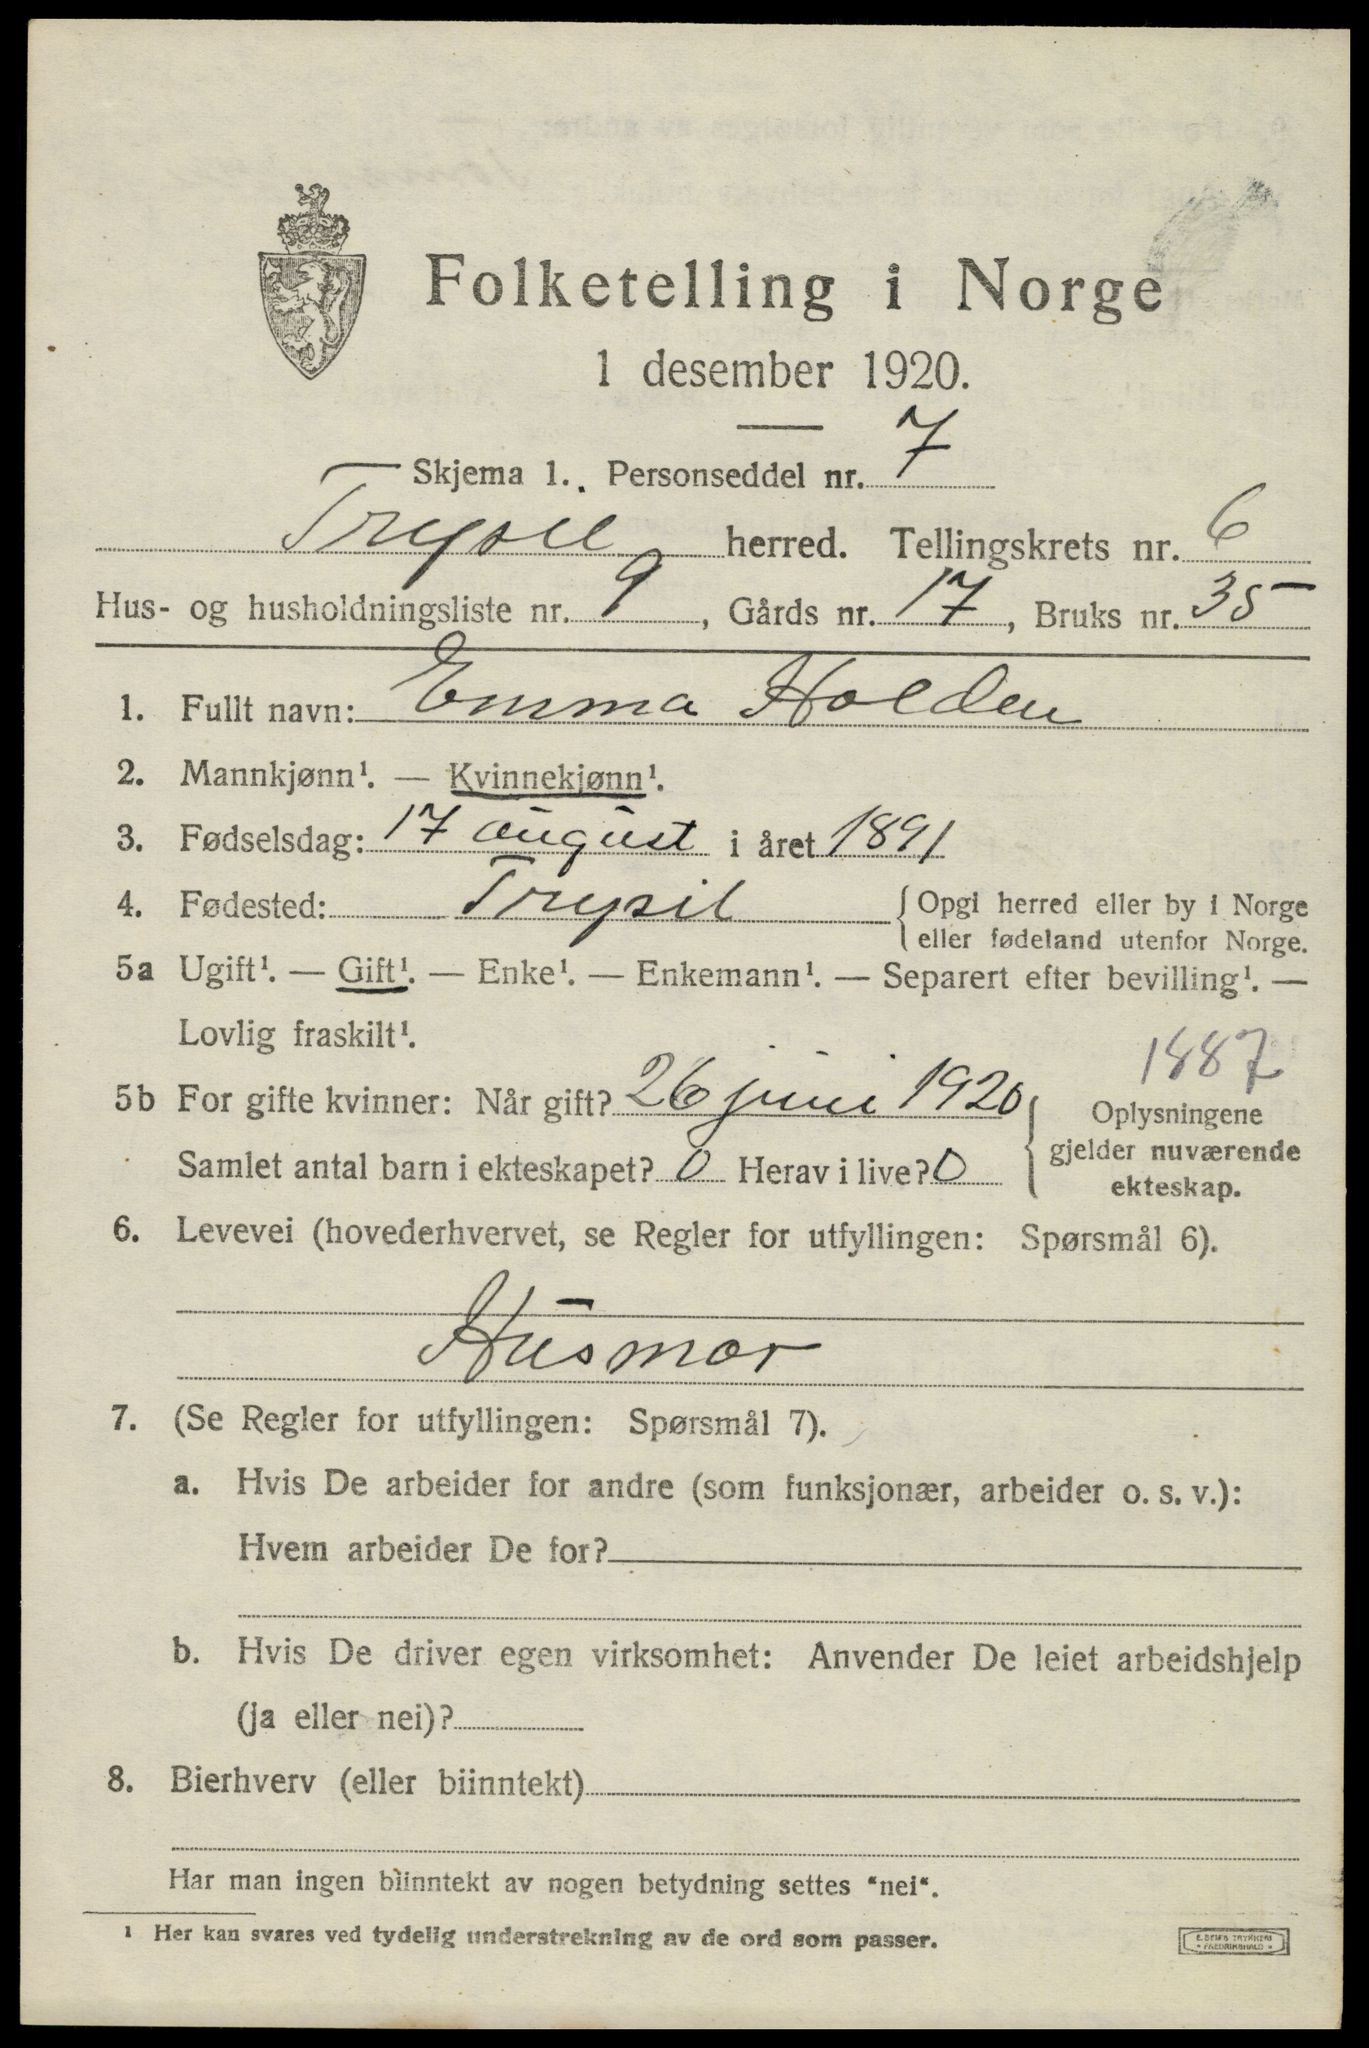 Folketelling i Norge
1 desember 1920.
Skjema 1. Personseddel nr. 7
Trysil herred. Tellingskrets nr. 6
Hus- og husholdningsliste nr. 9, Gårds nr. 17, Bruks nr. 35
1. Fullt navn: Emma Holden
2. Mannkjønn¹. — Kvinnekjønn¹.
3. Fødselsdag: 17 august i året 1891
4. Fødested: Trysil {Opgi herred eller by i Norge
eller fødeland utenfor Norge.
5a Ugift¹. — Gift¹. — Enke¹. — Enkemann¹. — Separert efter bevilling¹. —
Lovlig fraskilt¹.
1887
5b For gifte kvinner: Når gift? 26 juni 1920
Samlet antal barn i ekteskapet? 0 Herav i live? 0
{Oplysningene
gjelder nuværende
ekteskap.
6. Levevei (hovederhvervet, se Regler for utfyllingen: Spørsmål 6).
Husmor
7. (Se Regler for utfyllingen: Spørsmål 7).
a. Hvis De arbeider for andre (som funksjonær, arbeider o. s. v.):
Hvem arbeider De for?
b. Hvis De driver egen virksomhet: Anvender De leiet arbeidshjelp
(ja eller nei)?
8. Bierhverv (eller biinntekt)
Har man ingen biinntekt av nogen betydning settes "nei".
¹ Her kan svares ved tydelig understrekning av de ord som passer.